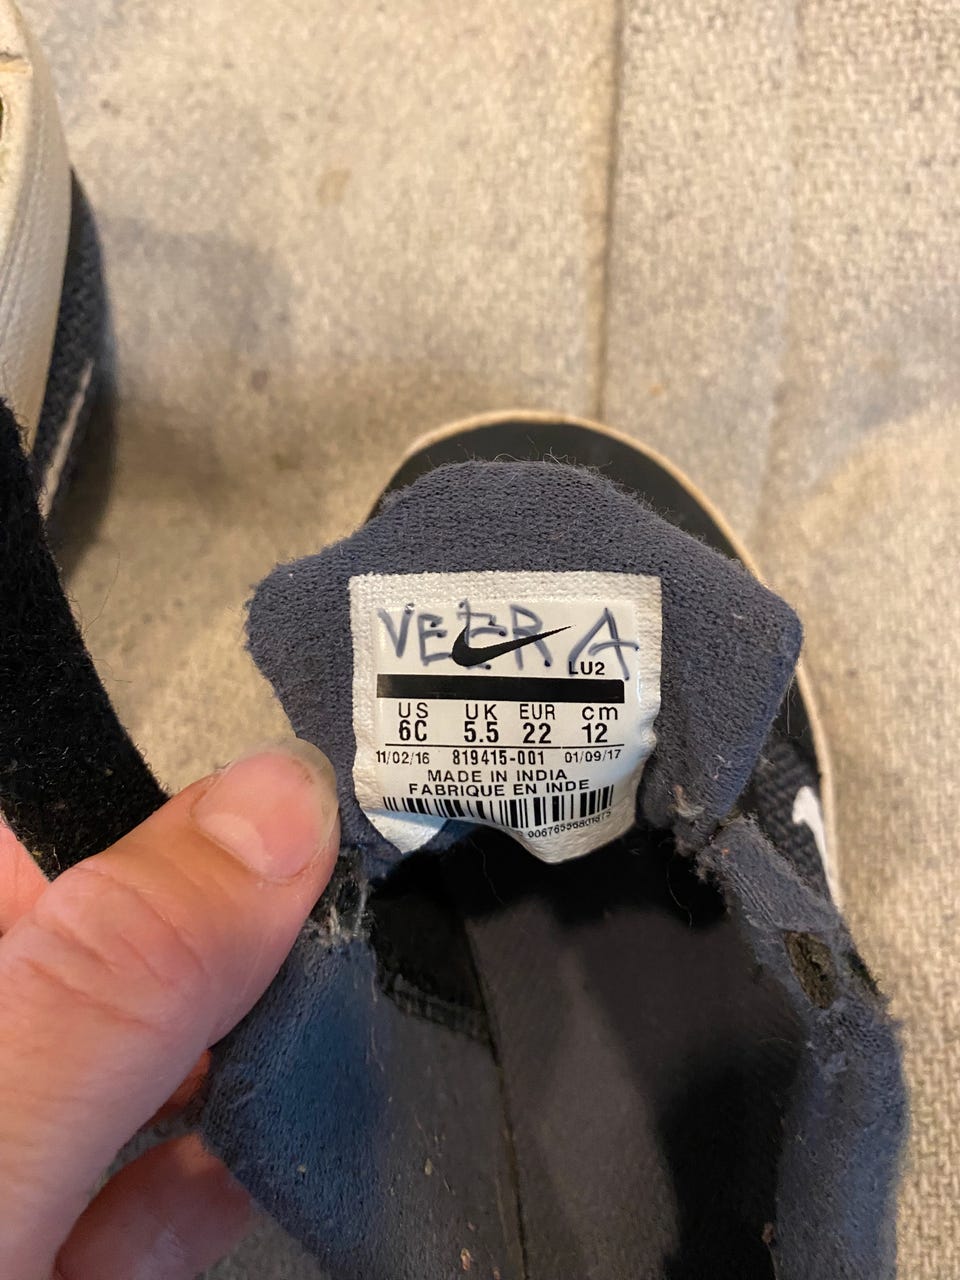 VEERA
LU2
US UK EUR cm
6C 5.5 22 12
11/02/16 819415-001 01/09/17
MADE IN INDIA
FABRIQUE EN INDE